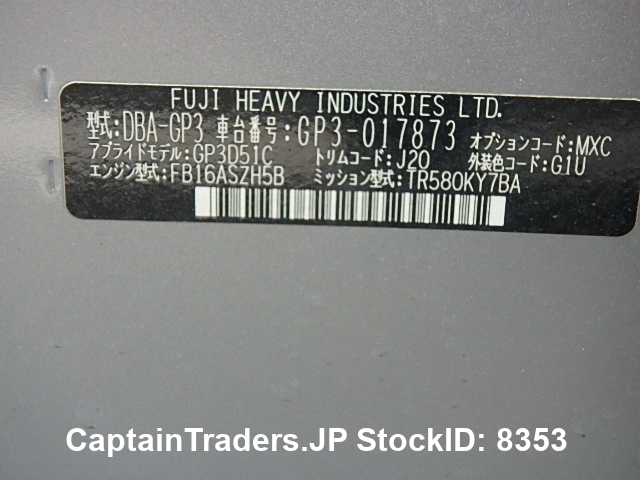 FUJI HEAVY INDUSTRIES LTD.
型式:DBA-GP3 車台番号:GP3-017873 オプションコード:MXC
アプライドモデル:GP3D51C トリムコード:J20 外装色コード:G1U
エンジン型式:FB16ASZH5B ミッション型式:TR580KY7BA
CaptainTraders.JP StockID: 8353